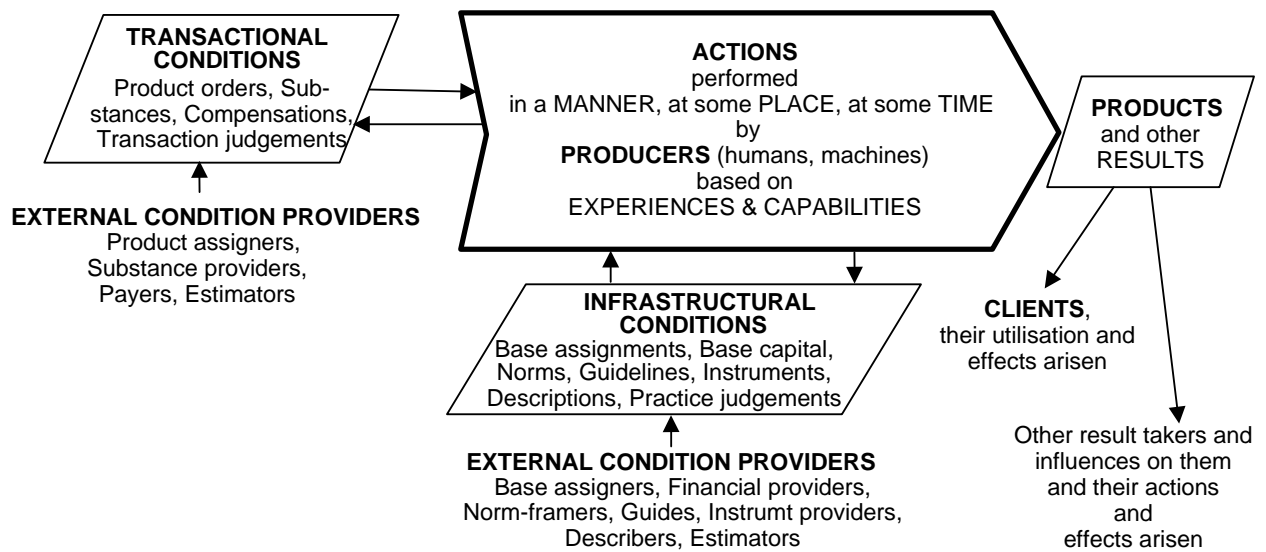 TRANSACTIONAL
CONDITIONS
Product orders, Sub-
stances, Compensations,
Transaction judgements
EXTERNAL CONDITION PROVIDERS
Product assigners,
Substance providers,
Payers, Estimators
ACTIONS
performed
in a MANNER, at some PLACE, at some TIME
by
PRODUCERS (humans, machines)
based on
EXPERIENCES & CAPABILITIES
INFRASTRUCTURAL
CONDITIONS
Base assignments, Base capital,
Norms, Guidelines, Instruments,
Descriptions, Practice judgements
EXTERNAL CONDITION PROVIDERS
Base assigners, Financial providers,
Norm-framers, Guides, Instrumt providers,
Describers, Estimators
PRODUCTS
and other
RESULTS
CLIENTS,
their utilisation and
effects arisen
Other result takers and
influences on them
and their actions
and
effects arisen